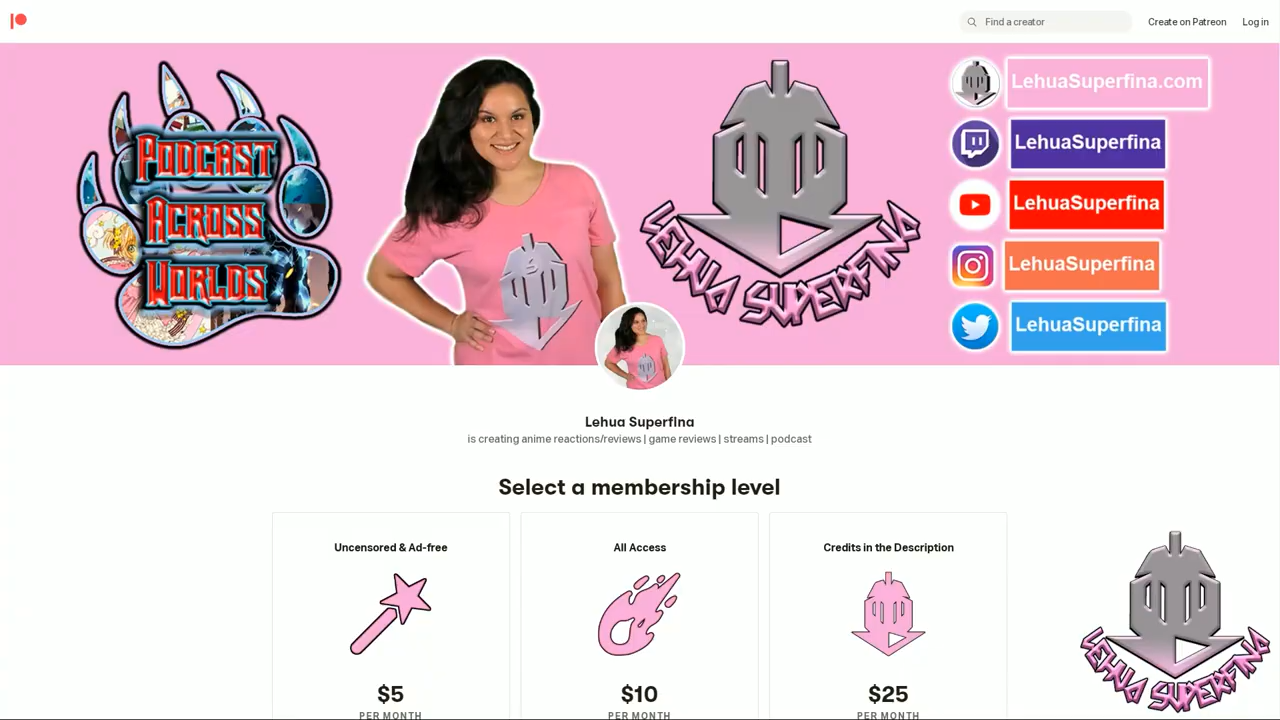 Find a creator
Create on Patreon
Log in
PODCAST
ACROSS
WORLDS
LEHUA SUPERFINA
LehuaSuperfina.com
LehuaSuperfina
LehuaSuperfina
LehuaSuperfina
LehuaSuperfina
Lehua Superfina
is creating anime reactions/reviews | game reviews | streams | podcast
Select a membership level
Uncensored & Ad-free
All Access
Credits in the Description
$5
$10
$25
PER MONTH
PER MONTH
PER MONTH
LEHUA SUPERFINA